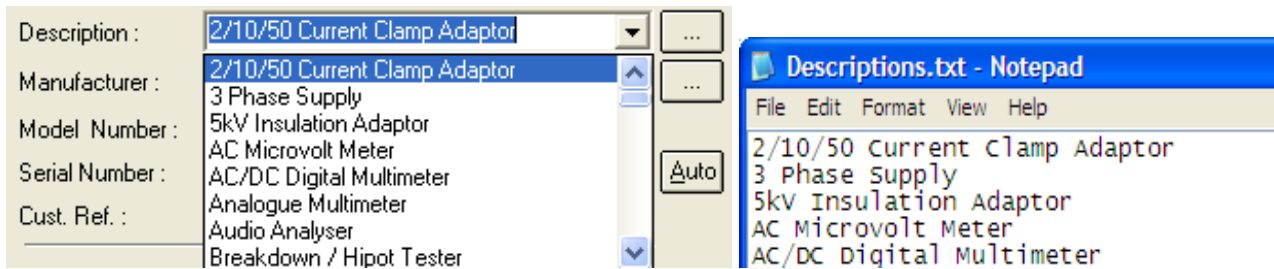 Description :
2/10/50 Current Clamp Adaptor
...
2/10/50 Current Clamp Adaptor
Manufacturer :
...
3 Phase Supply
Model Number :
5kV Insulation Adaptor
AC Microvolt Meter
Serial Number :
AC/DC Digital Multimeter
Auto
Analogue Multimeter
Cust. Ref. :
Audio Analyser
Breakdown / Hipot Tester
Descriptions.txt - Notepad
File Edit Format View Help
2/10/50 Current Clamp Adaptor
3 Phase Supply
5kV Insulation Adaptor
AC Microvolt Meter
AC/DC Digital Multimeter